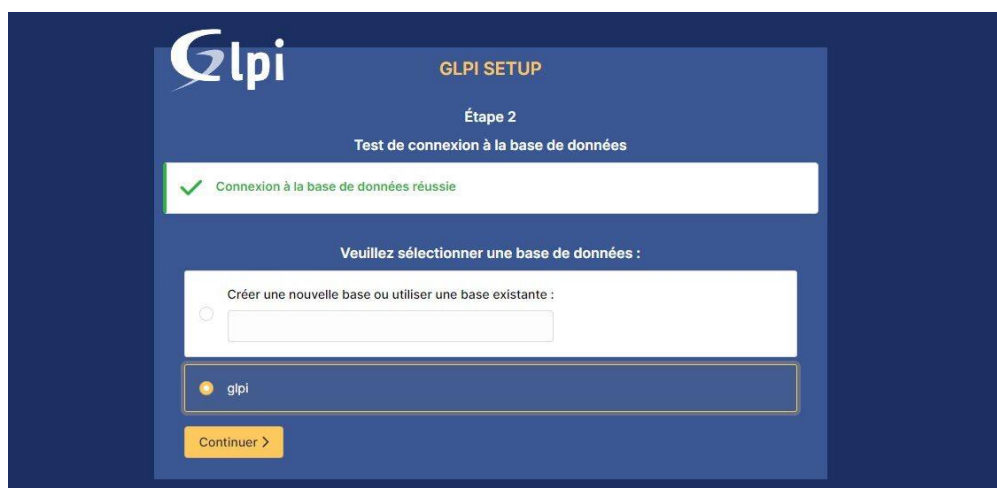 Glpi
GLPI SETUP
Étape 2
Test de connexion à la base de données
Connexion à la base de données réussie
Veuillez sélectionner une base de données :
Créer une nouvelle base ou utiliser une base existante :
glpi
Continuer >